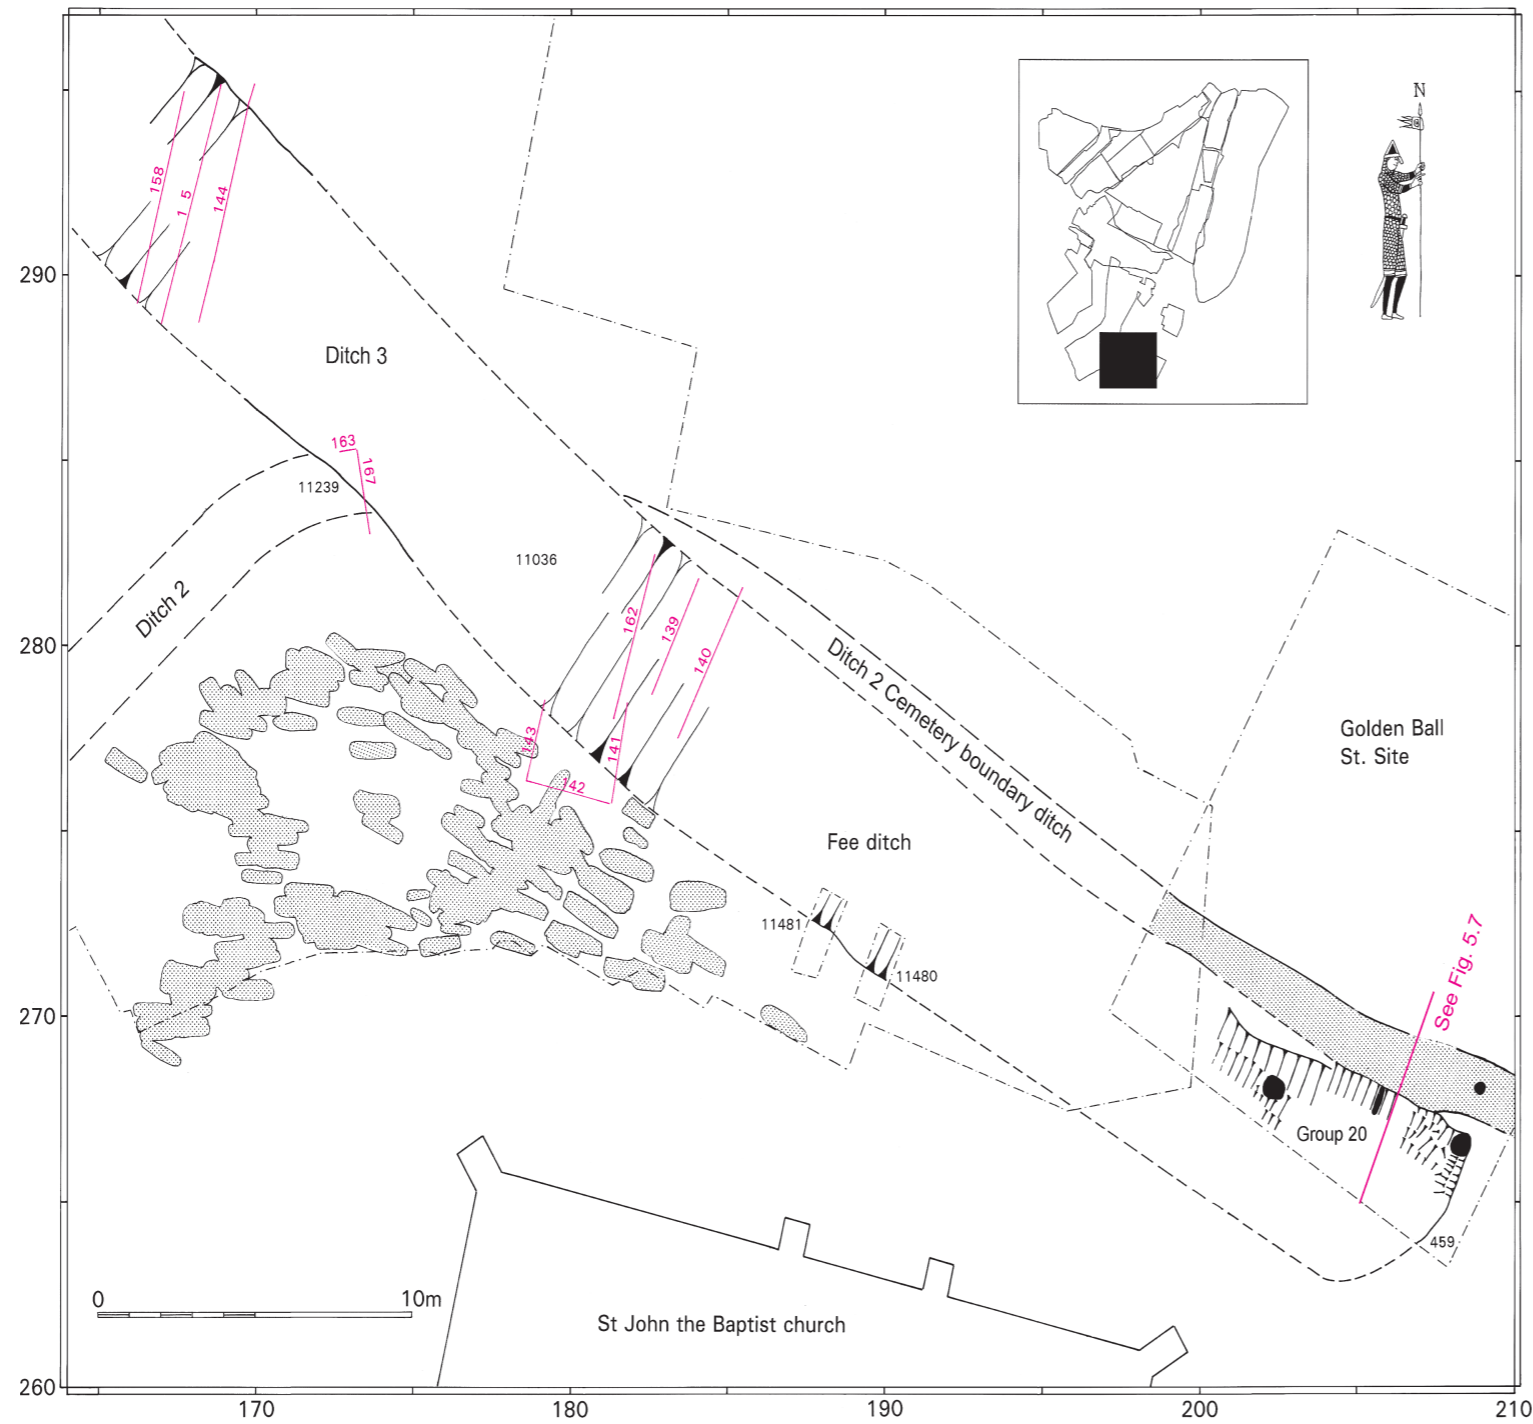 N
158
1 5
144
290
Ditch 3
163
167
11239
11036
Ditch 2
162
139
140
280
143
141
142
Ditch 2 Cemetery boundary ditch
Golden Ball
St. Site
Fee ditch
11481
11480
See Fig. 5.7
270
Group 20
459
0
10m
St John the Baptist church
260
170
180
190
200
210